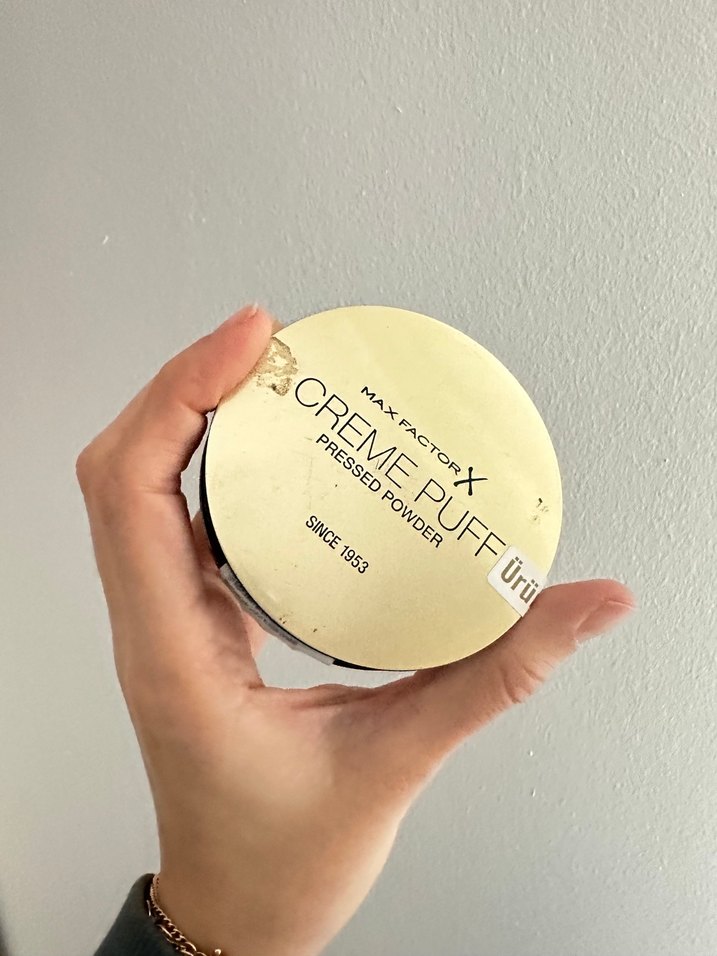 MAX FACTOR X
CREME PUFF
PRESSED POWDER
SINCE 1953
Ürü